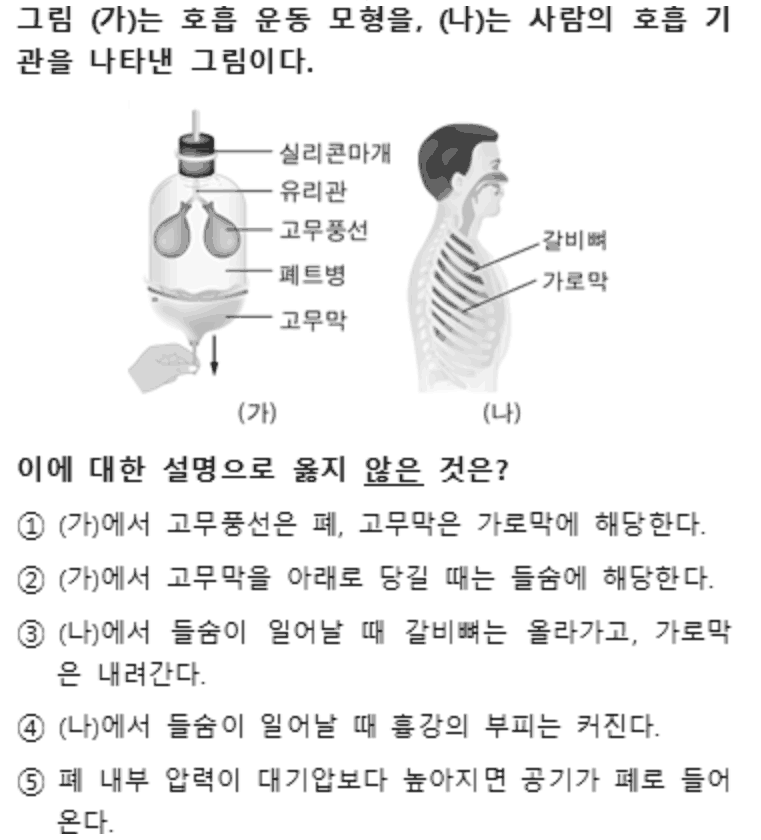 그림 (가)는 호흡 운동 모형을, (나)는 사람의 호흡 기
관을 나타낸 그림이다.
실리콘마개
유리관
고무풍선
페트병
고무막
갈비뼈
가로막
(가)
(나)
이에 대한 설명으로 옳지 않은 것은?
① (가)에서 고무풍선은 폐, 고무막은 가로막에 해당한다.
② (가)에서 고무막을 아래로 당길 때는 들숨에 해당한다.
③ (나)에서 들숨이 일어날 때 갈비뼈는 올라가고, 가로막
은 내려간다.
④ (나)에서 들숨이 일어날 때 흉강의 부피는 커진다.
⑤ 폐 내부 압력이 대기압보다 높아지면 공기가 폐로 들어
온다.